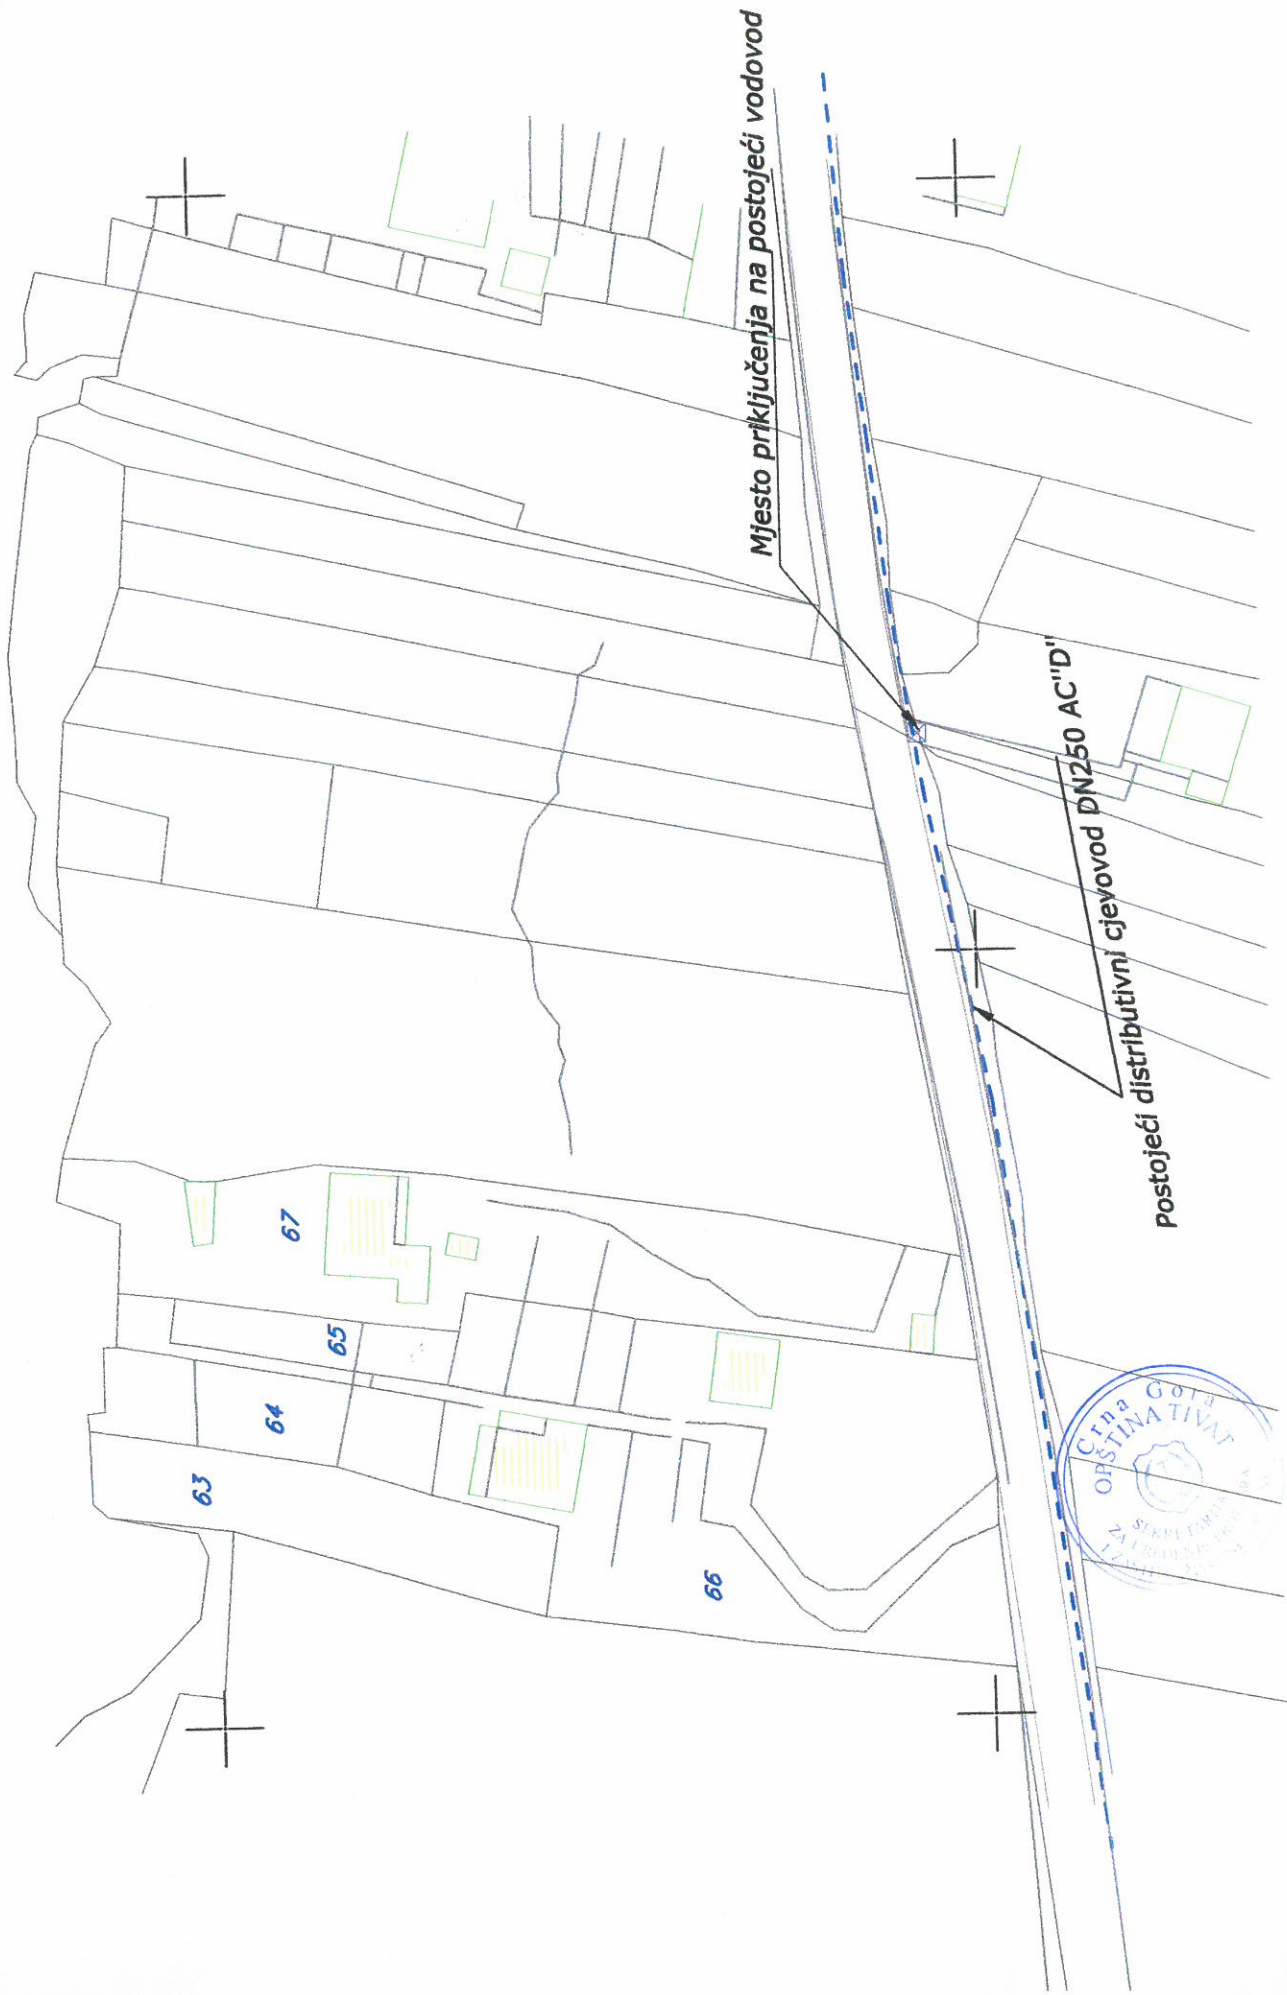 Mjesto priključenja na postojeći vodovod
Postojeći distributivni cjevovod DN250 AC"D"
63
64
65
67
66
Crna Gora
OPŠTINA TIVAT